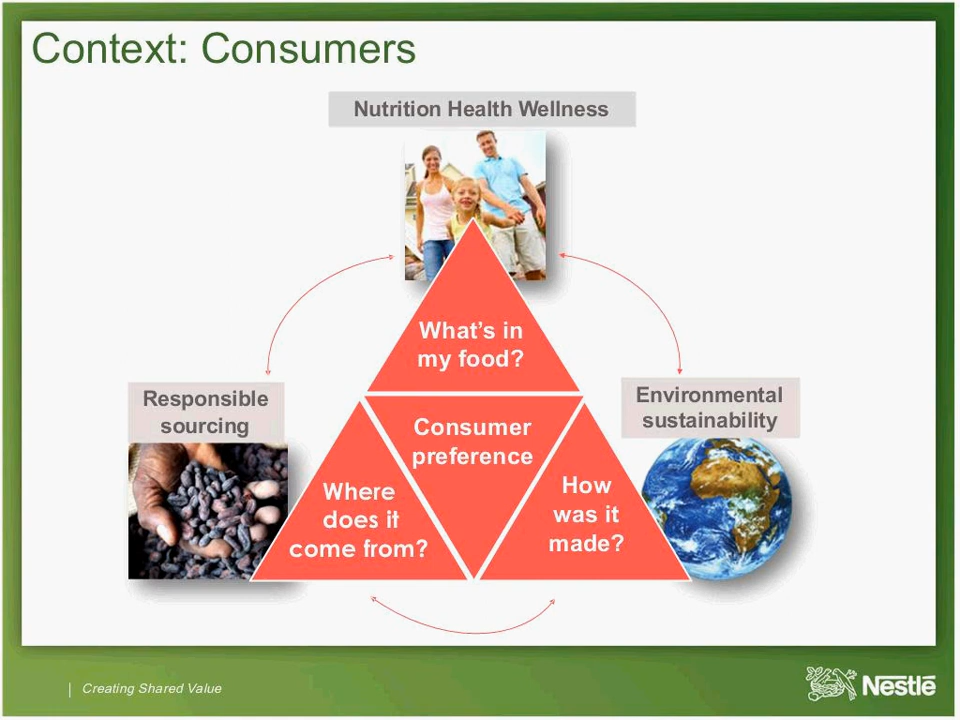 Context: Consumers
Nutrition Health Wellness
What's in
my food?
Responsible
sourcing
Environmental
sustainability
Consumer
preference
Where
does it
come from?
How
was it
made?
| Creating Shared Value
Nestlé